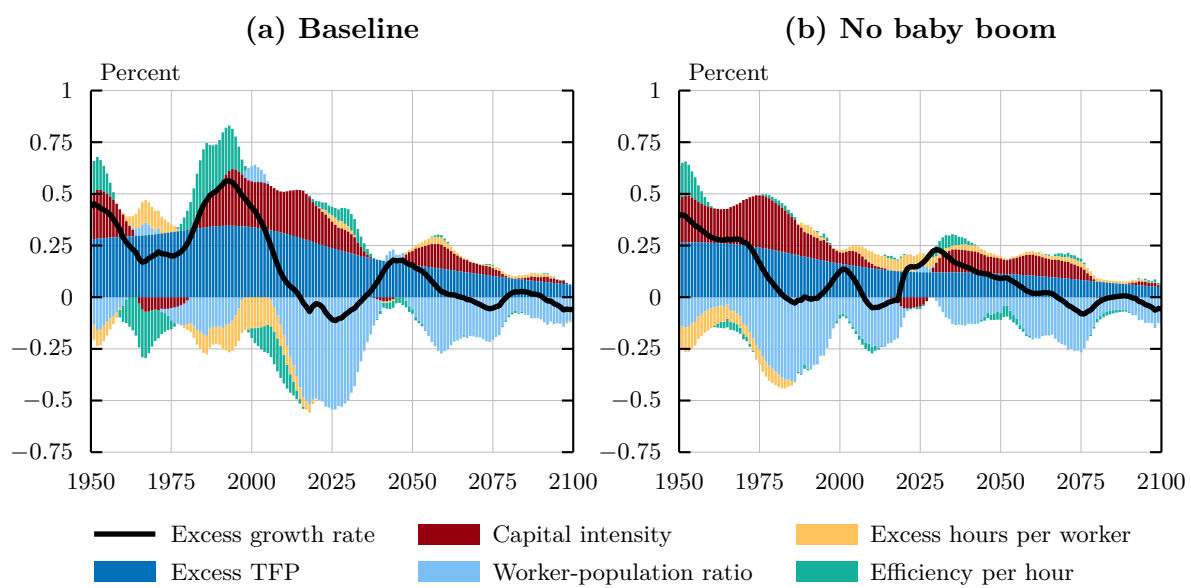 (a) Baseline
(b) No baby boom
Percent
Percent
1
0.75
0.5
0.25
0
−0.25
−0.5
−0.75
1950 1975 2000 2025 2050 2075 2100
1
0.75
0.5
0.25
0
−0.25
−0.5
−0.75
1950 1975 2000 2025 2050 2075 2100
Excess growth rate
Capital intensity
Excess hours per worker
Excess TFP
Worker-population ratio
Efficiency per hour